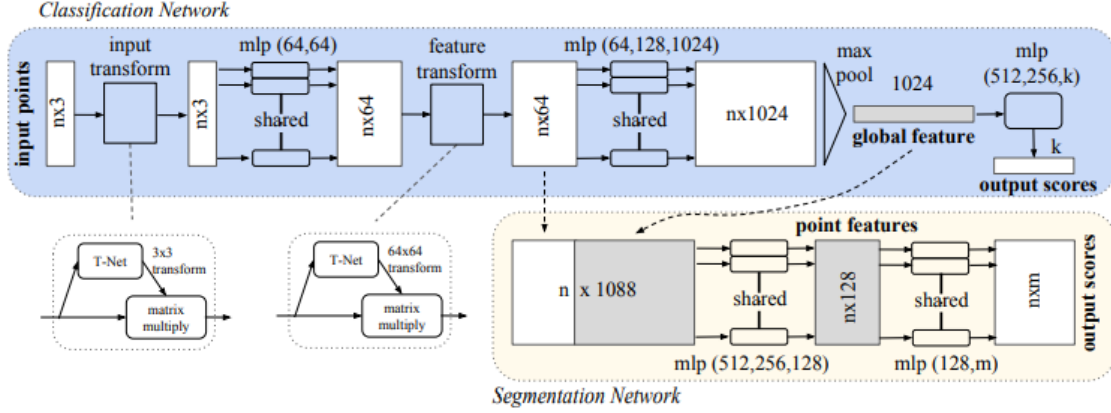 Classification Network
input points
nx3
input
transform
nx3
mlp (64,64)
shared
nx64
feature
transform
nx64
mlp (64,128,1024)
shared
nx1024
max
pool
1024
global feature
mlp
(512,256,k)
k
output scores
T-Net
3x3
transform
matrix
multiply
T-Net
64x64
transform
matrix
multiply
point features
n x 1088
shared
mlp (512,256,128)
nx128
shared
mlp (128,m)
nxm
output scores
Segmentation Network